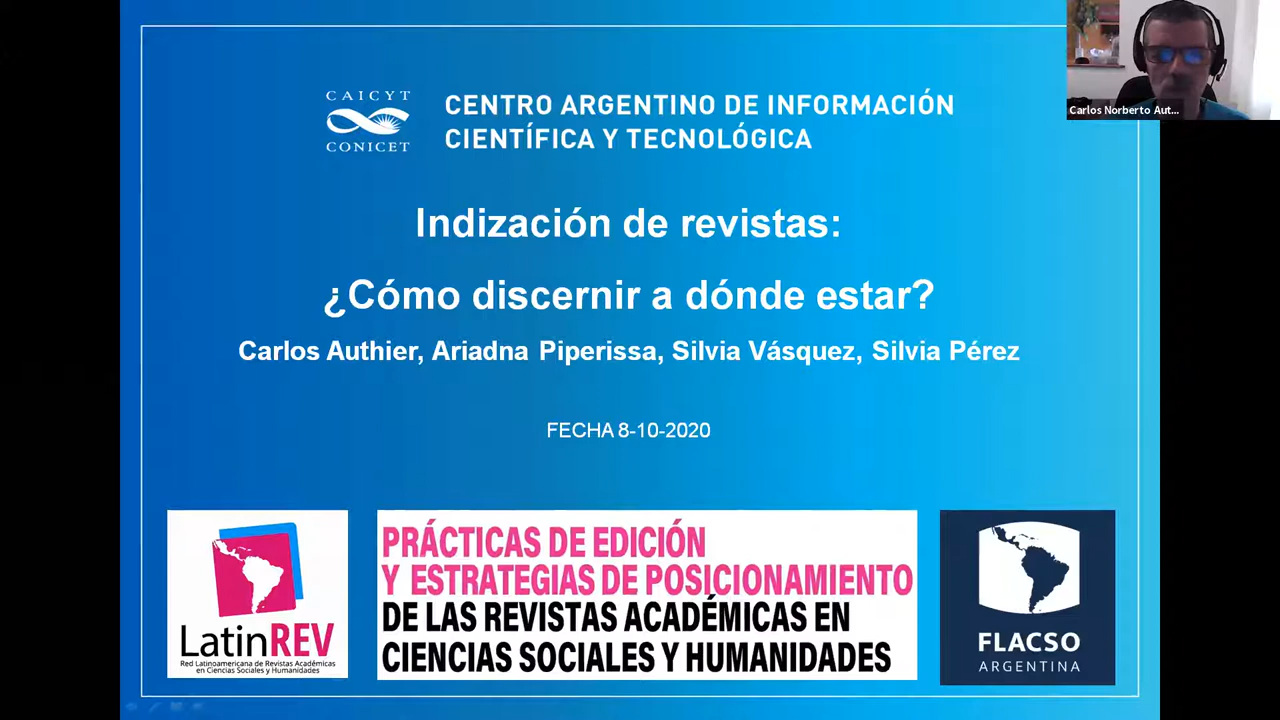 CAICYT
CONICET
CENTRO ARGENTINO DE INFORMACIÓN
CIENTÍFICA Y TECNOLÓGICA
Carlos Norberto Aut...
Indización de revistas:
¿Cómo discernir a dónde estar?
Carlos Authier, Ariadna Piperissa, Silvia Vásquez, Silvia Pérez
FECHA 8-10-2020
LatinREV
Red Latinoamericana de Revistas Académicas
en Ciencias Sociales y Humanidades
PRÁCTICAS DE EDICIÓN
Y ESTRATEGIAS DE POSICIONAMIENTO
DE LAS REVISTAS ACADÉMICAS EN
CIENCIAS SOCIALES Y HUMANIDADES
FLACSO
ARGENTINA